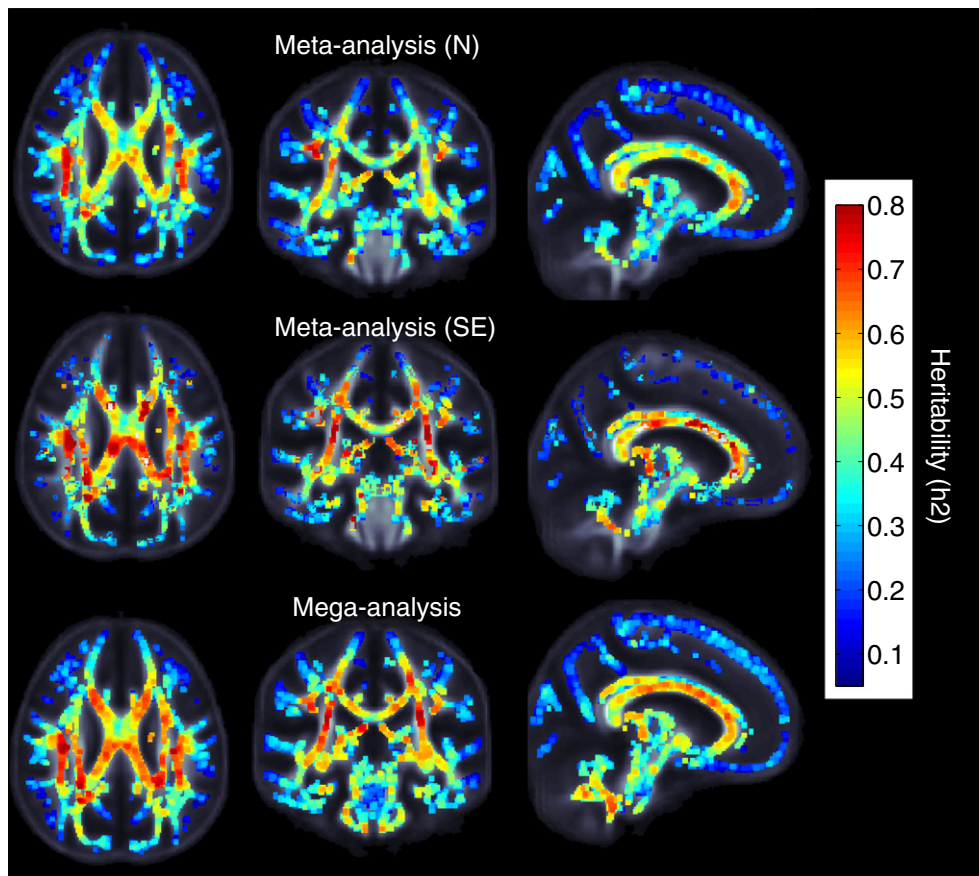 Meta-analysis (N)
Meta-analysis (SE)
Mega-analysis
0.8
0.7
0.6
0.5
0.4
0.3
0.2
0.1
Heritability (h2)